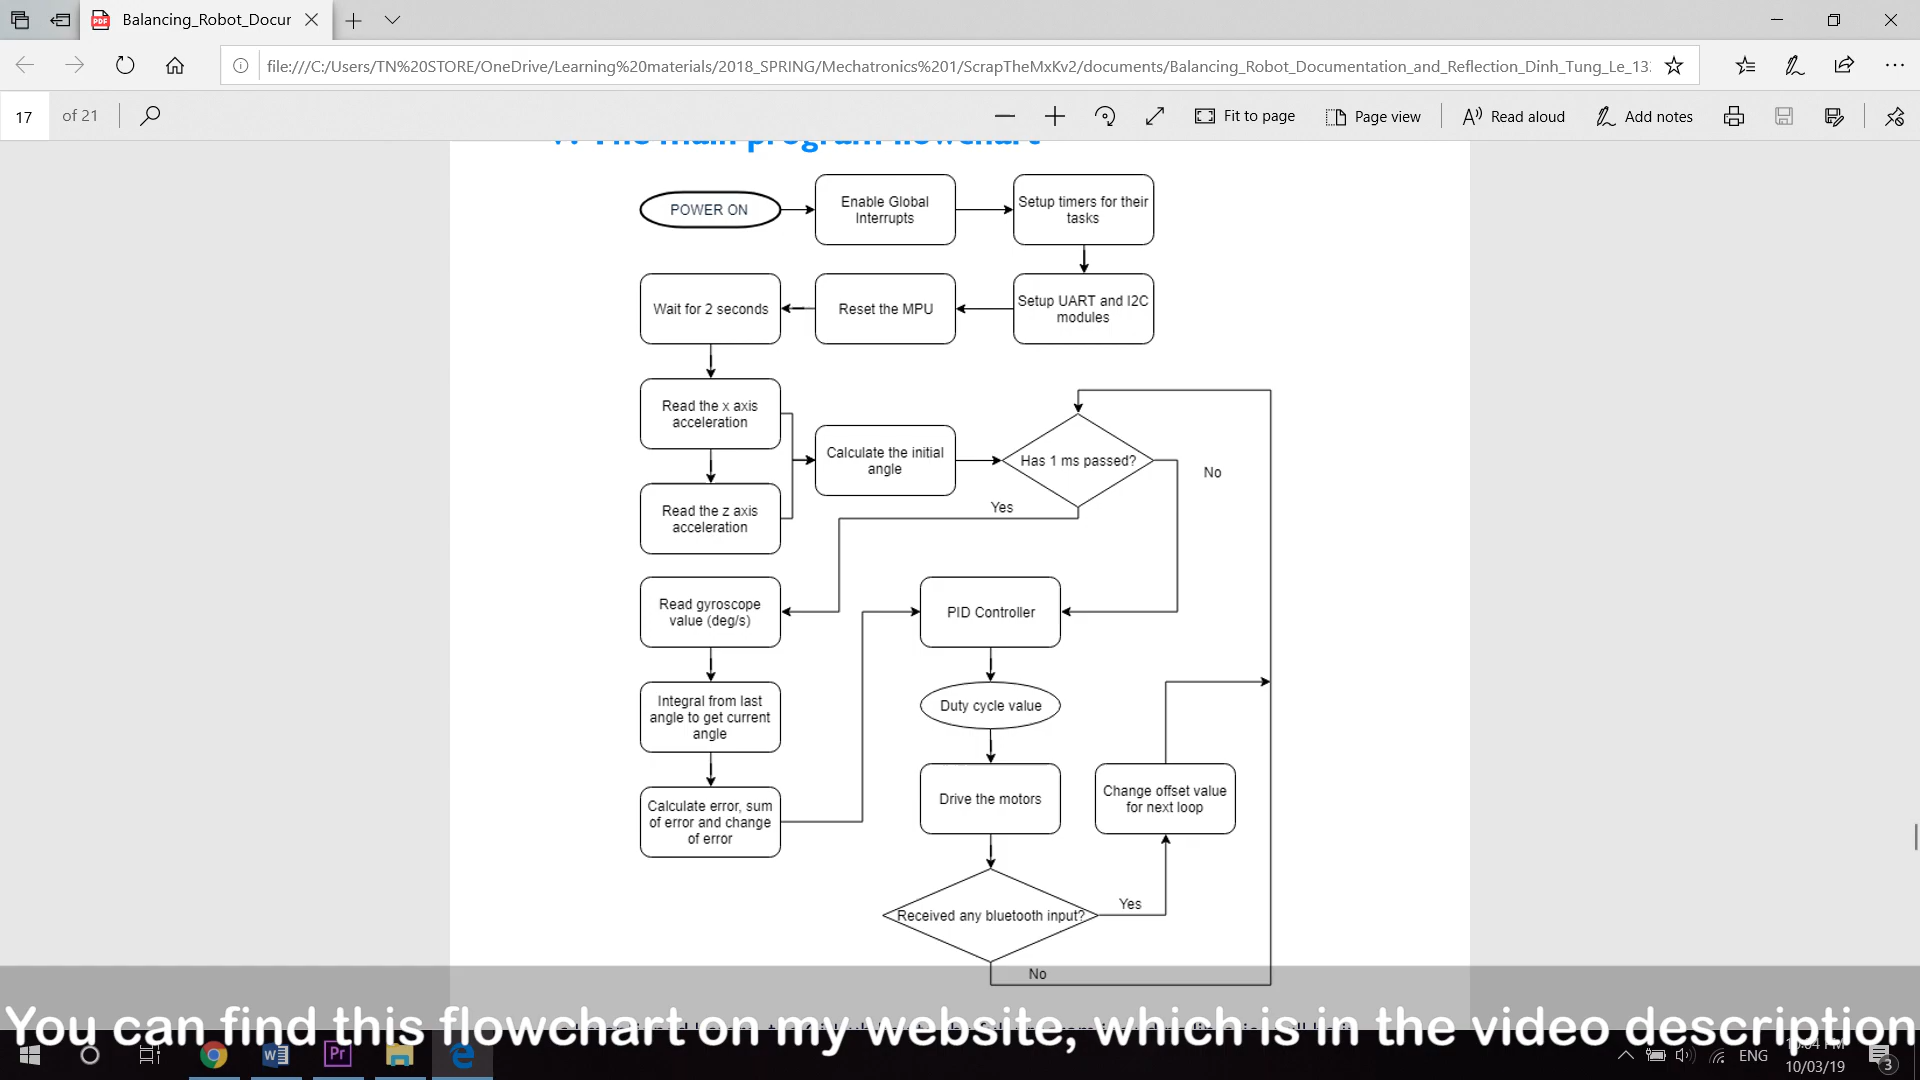 Balancing_Robot_Docur
file:///C:/Users/TN%20STORE/OneDrive/Learning%20materials/2018_SPRING/Mechatronics%201/ScrapTheMxKv2/documents/Balancing_Robot_Documentation_and_Reflection_Dinh_Tung_Le_13
17 of 21 Fit to page Page view Read aloud Add notes
The main program flowchart
POWER ON
Enable Global
Interrupts
Setup timers for their
tasks
Wait for 2 seconds
Reset the MPU
Setup UART and I2C
modules
Read the x axis
acceleration
Calculate the initial
angle
Has 1 ms passed?
No
Yes
Read the z axis
acceleration
Read gyroscope
value (deg/s)
PID Controller
Integral from last
angle to get current
angle
Duty cycle value
Calculate error, sum
of error and change
of error
Drive the motors
Change offset value
for next loop
Received any bluetooth input?
Yes
No
You can find this flowchart on my website, which is in the video description
ENG
10/03/19
3